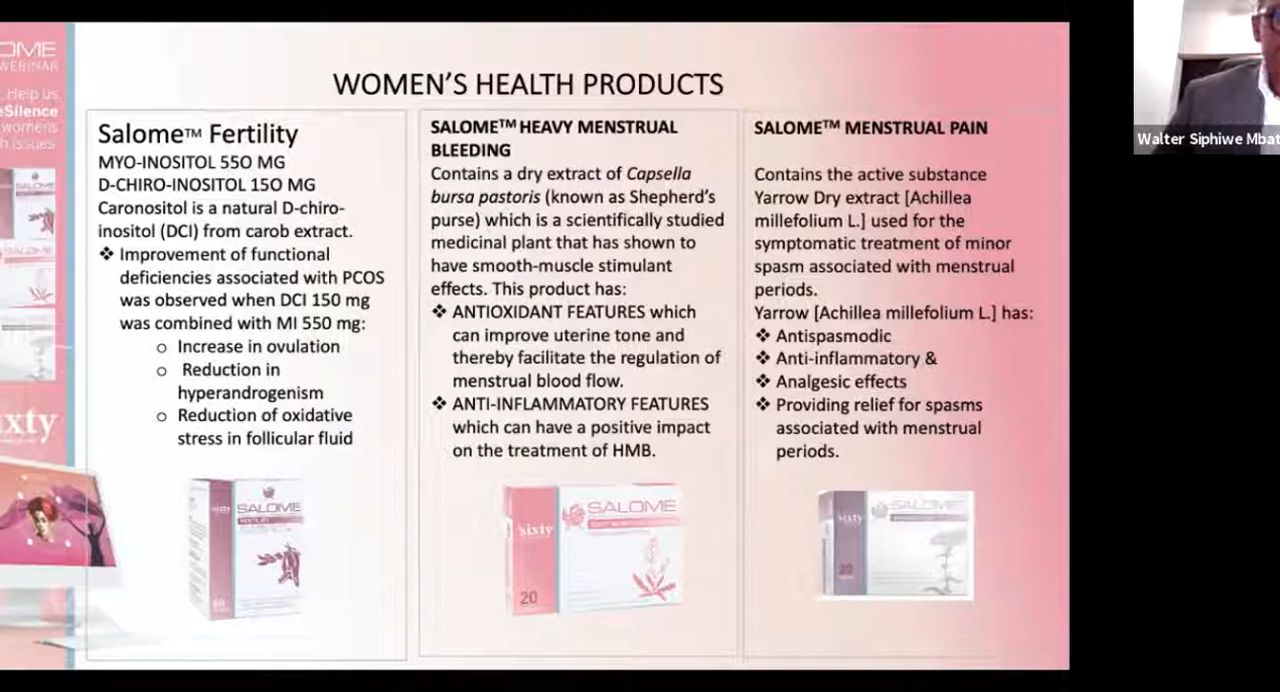 OME
WEBINAR
Help us
eSilence
womens
h issues
ixty
WOMEN'S HEALTH PRODUCTS
Salome™ Fertility
MYO-INOSITOL 550 MG
D-CHIRO-INOSITOL 150 MG
Caronositol is a natural D-chiro-
inositol (DCI) from carob extract.
❖ Improvement of functional
deficiencies associated with PCOS
was observed when DCI 150 mg
was combined with MI 550 mg:
o Increase in ovulation
o Reduction in
hyperandrogenism
o Reduction of oxidative
stress in follicular fluid
SALOME
SALOME™ HEAVY MENSTRUAL
BLEEDING
Contains a dry extract of Capsella
bursa pastoris (known as Shepherd's
purse) which is a scientifically studied
medicinal plant that has shown to
have smooth-muscle stimulant
effects. This product has:
❖ ANTIOXIDANT FEATURES which
can improve uterine tone and
thereby facilitate the regulation of
menstrual blood flow.
❖ ANTI-INFLAMMATORY FEATURES
which can have a positive impact
on the treatment of HMB.
sixty
SALOME
20
SALOME™ MENSTRUAL PAIN
Contains the active substance
Yarrow Dry extract [Achillea
millefolium L.] used for the
symptomatic treatment of minor
spasm associated with menstrual
periods.
Yarrow [Achillea millefolium L.] has:
❖ Antispasmodic
❖ Anti-inflammatory &
❖ Analgesic effects
❖ Providing relief for spasms
associated with menstrual
periods.
sixty
SALOME
20
Walter Siphiwe Mbat